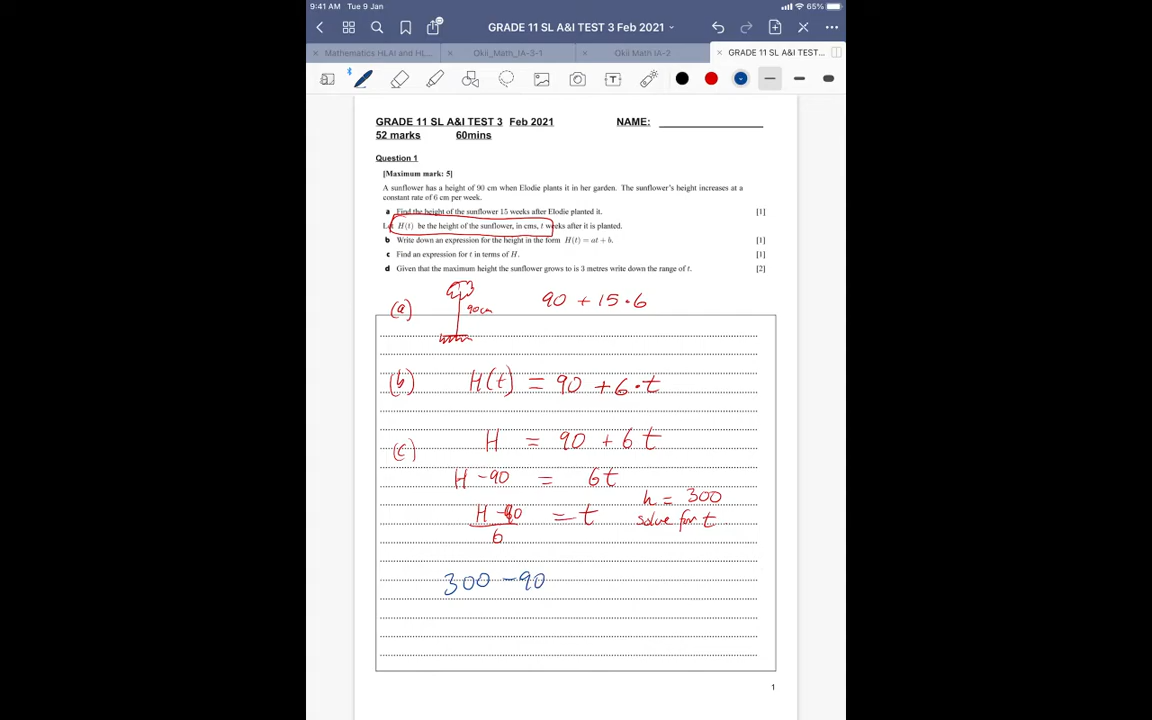 9:41 AM Tue 9 Jan
65%
GRADE 11 SL A&I TEST 3 Feb 2021
Mathematics HLAI and HL...
Okii_Math_IA-3-1
Okii Math IA-2
GRADE 11 SL A&I TEST...
GRADE 11 SL A&I TEST 3 Feb 2021
NAME:
52 marks 60mins
Question 1
[Maximum mark: 5]
A sunflower has a height of 90 cm when Elodie plants it in her garden. The sunflower's height increases at a
constant rate of 6 cm per week.
a Find the height of the sunflower 15 weeks after Elodie planted it. [1]
Let H(t) be the height of the sunflower, in cms, t weeks after it is planted.
b Write down an expression for the height in the form H(t) = at + b. [1]
c Find an expression for t in terms of H. [1]
d Given that the maximum height the sunflower grows to is 3 metres write down the range of t. [2]
(a) 90cm 90 + 15 · 6
(b) H(t) = 90 + 6 · t
(c) H = 90 + 6 t
H - 90 = 6t
H - 90 / 6 = t
h = 300
solve for t
300 - 90
1